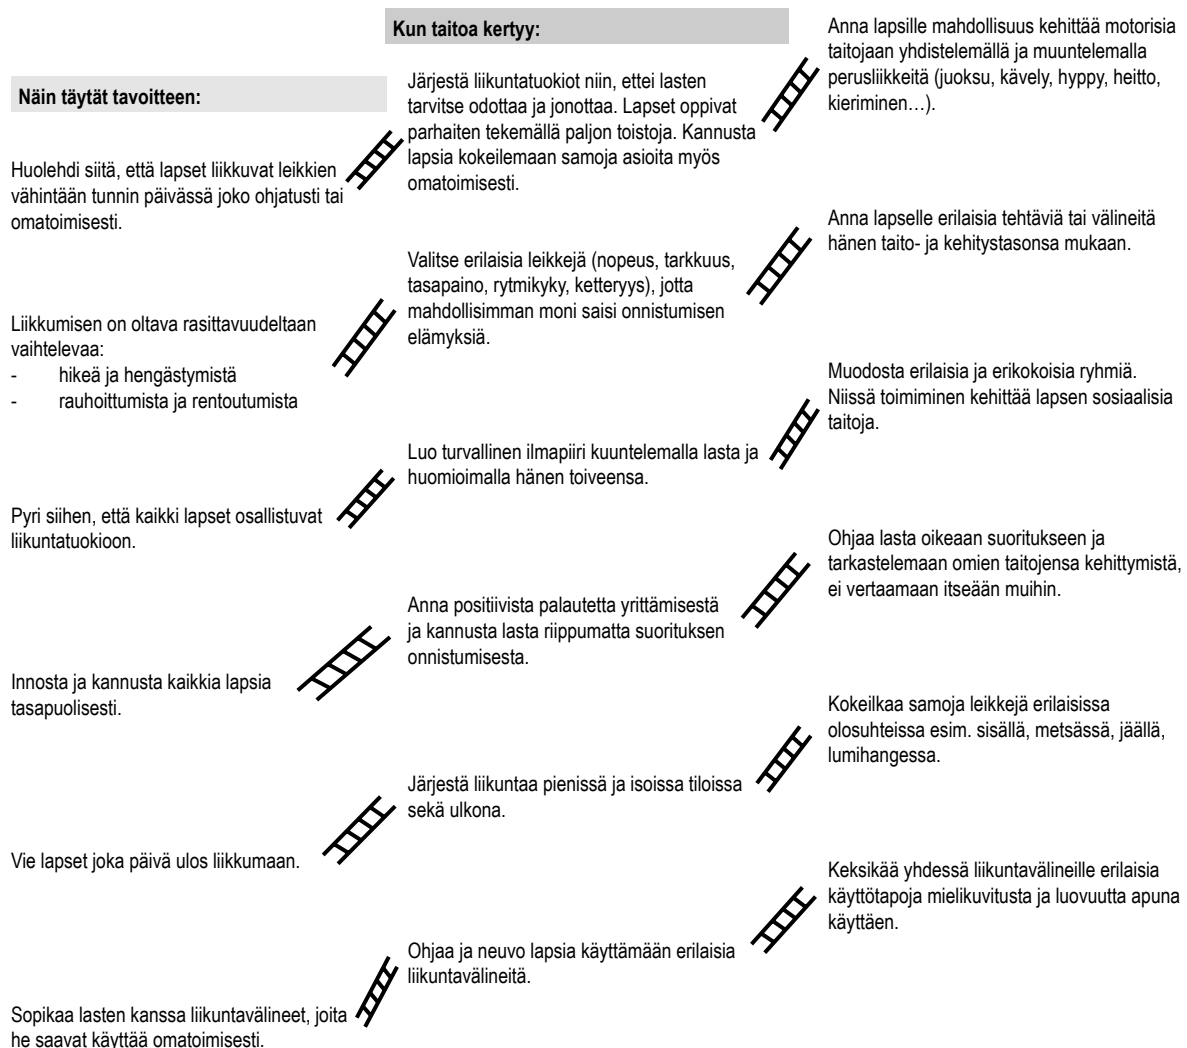 Näin täytät tavoitteen:
Huolehdi siitä, että lapset liikkuvat leikkien
vähintään tunnin päivässä joko ohjatusti tai
omatoimisesti.
Liikkumisen on oltava rasittavuudeltaan
vaihtelevaa:
- hikeä ja hengästymistä
- rauhoittumista ja rentoutumista
Pyri siihen, että kaikki lapset osallistuvat
liikuntatuokioon.
Innosta ja kannusta kaikkia lapsia
tasapuolisesti.
Vie lapset joka päivä ulos liikkumaan.
Sopikaa lasten kanssa liikuntavälineet, joita
he saavat käyttää omatoimisesti.
Kun taitoa kertyy:
Järjestä liikuntatuokiot niin, ettei lasten
tarvitse odottaa ja jonottaa. Lapset oppivat
parhaiten tekemällä paljon toistoja. Kannusta
lapsia kokeilemaan samoja asioita myös
omatoimisesti.
Valitse erilaisia leikkejä (nopeus, tarkkuus,
tasapaino, rytmikyky, ketteryys), jotta
mahdollisimman moni saisi onnistumisen
elämyksiä.
Luo turvallinen ilmapiiri kuuntelemalla lasta ja
huomioimalla hänen toiveensa.
Anna positiivista palautetta yrittämisestä
ja kannusta lasta riippumatta suorituksen
onnistumisesta.
Järjestä liikuntaa pienissä ja isoissa tiloissa
sekä ulkona.
Ohjaa ja neuvo lapsia käyttämään erilaisia
liikuntavälineitä.
Anna lapsille mahdollisuus kehittää motorisia
taitojaan yhdistelemällä ja muuntelemalla
perusliikkeitä (juoksu, kävely, hyppy, heitto,
kieriminen…).
Anna lapselle erilaisia tehtäviä tai välineitä
hänen taito- ja kehitystasonsa mukaan.
Muodosta erilaisia ja erikokoisia ryhmiä.
Niissä toimiminen kehittää lapsen sosiaalisia
taitoja.
Ohjaa lasta oikeaan suoritukseen ja
tarkastelemaan omien taitojensa kehittymistä,
ei vertaamaan itseään muihin.
Kokeilkaa samoja leikkejä erilaisissa
olosuhteissa esim. sisällä, metsässä, jäällä,
lumihangessa.
Keksikää yhdessä liikuntavälineille erilaisia
käyttötapoja mielikuvitusta ja luovuutta apuna
käyttäen.